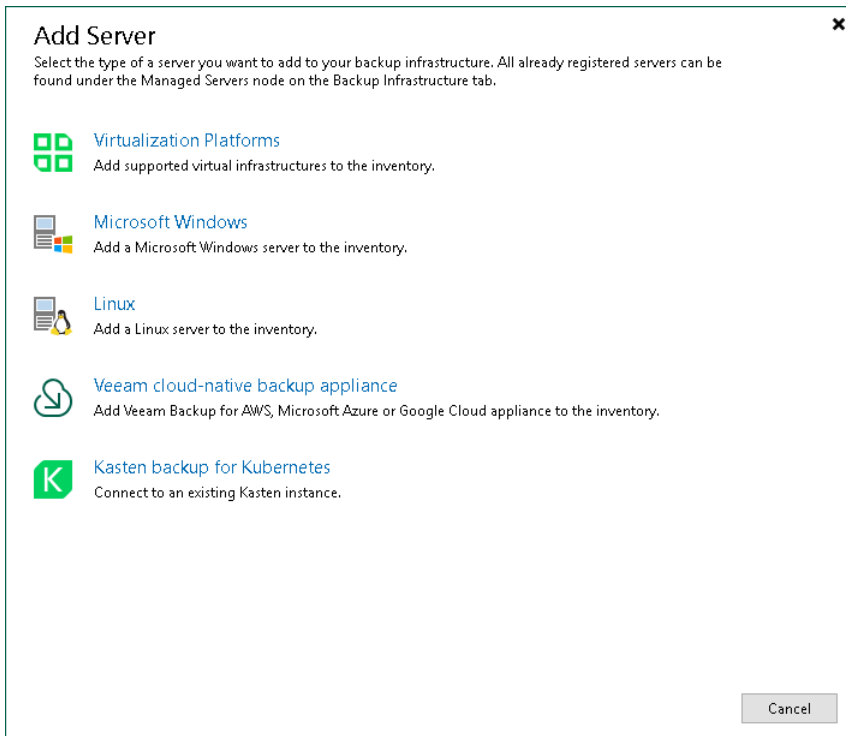 Add Server
Select the type of a server you want to add to your backup infrastructure. All already registered servers can be
found under the Managed Servers node on the Backup Infrastructure tab.
Virtualization Platforms
Add supported virtual infrastructures to the inventory.
Microsoft Windows
Add a Microsoft Windows server to the inventory.
Linux
Add a Linux server to the inventory.
Veeam cloud-native backup appliance
Add Veeam Backup for AWS, Microsoft Azure or Google Cloud appliance to the inventory.
K
Kasten backup for Kubernetes
Connect to an existing Kasten instance.
Cancel